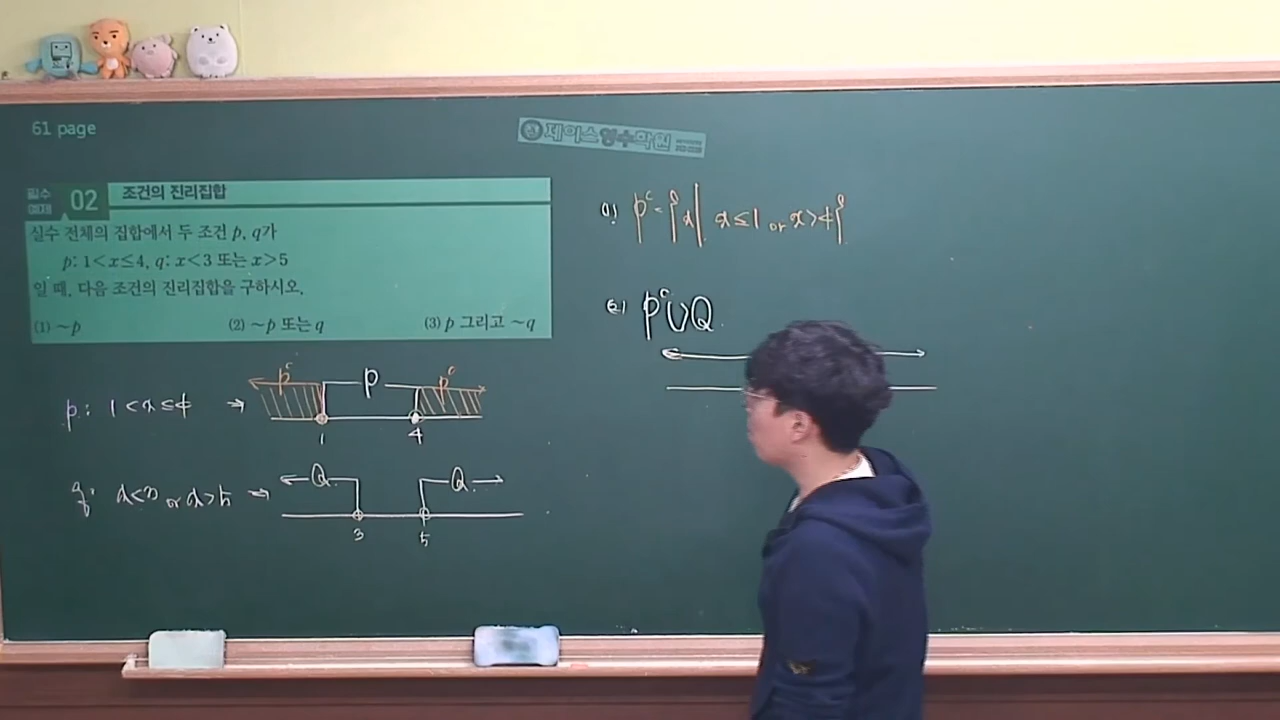 61 page
제이스영수학원
필수 예제 02 조건의 진리집합
실수 전체의 집합에서 두 조건 p, q가
p: 1<x≤4, q: x<3 또는 x>5
일 때, 다음 조건의 진리집합을 구하시오.
(1) ~p (2) ~p 또는 q (3) p 그리고 ~q
p: 1<x≤4 →
Pᶜ P Pᶜ
1 4
q: x<3 or x>5 →
Q Q
3 5
(1) Pᶜ={x| x≤1 or x>4}
(2) Pᶜ∪Q